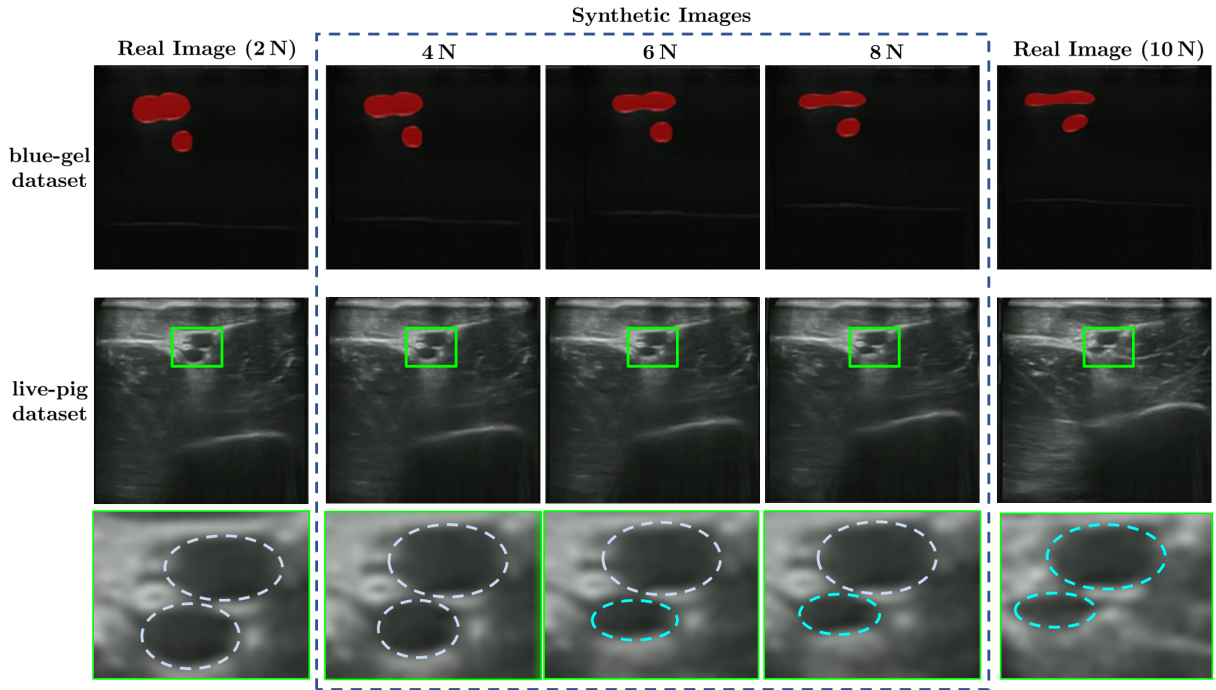 Synthetic Images
Real Image (2 N)
4 N
6 N
8 N
Real Image (10 N)
blue-gel
dataset
live-pig
dataset